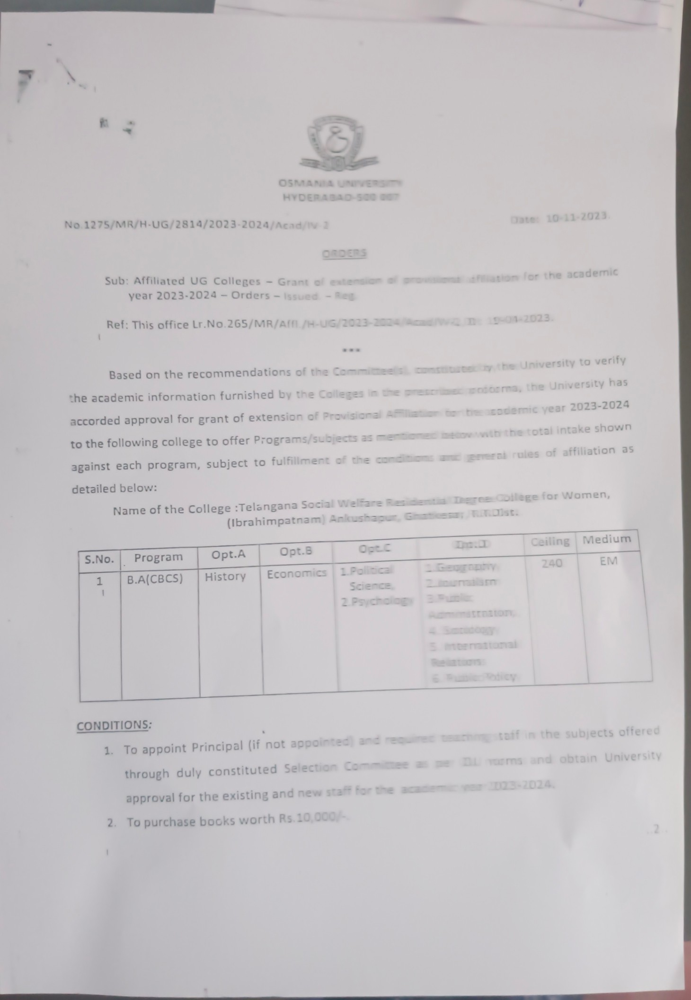 OSMANIA UNIVERSITY
HYDERABAD-500 007
No.1275/MR/H-UG/2814/2023-2024/Acad/IV-2
Date: 10-11-2023.
ORDERS
Sub: Affiliated UG Colleges – Grant of extension of provisional affiliation for the academic
year 2023-2024 – Orders – Issued. – Reg.
Ref: This office Lr.No.265/MR/Affl./H-UG/2023-2024/Acad/
***
Based on the recommendations of the Committee(s), constituted by the University to verify
the academic information furnished by the Colleges in the prescribed proforma, the University has
accorded approval for grant of extension of Provisional Affiliation for the academic year 2023-2024
to the following college to offer Programs/subjects as mentioned below with the total intake shown
against each program, subject to fulfillment of the conditions and general rules of affiliation as
detailed below:
Name of the College :Telangana Social Welfare Residential Degree College for Women,
(Ibrahimpatnam) Ankushapur, Ghatkesar, Dist.
S.No. Program Opt.A Opt.B Opt.C Opt.D Ceiling Medium
1 B.A(CBCS) History Economics 1.Political 1.Geography 240 EM
Science, 2.Journalism
2.Psychology 3.Public
Administration,
4. Sociology
5. International
Relations
6. Public Policy
CONDITIONS:
1. To appoint Principal (if not appointed) and required teaching staff in the subjects offered
through duly constituted Selection Committee as per norms and obtain University
approval for the existing and new staff for the academic year 2023-2024.
2. To purchase books worth Rs.10,000/-.
..2..